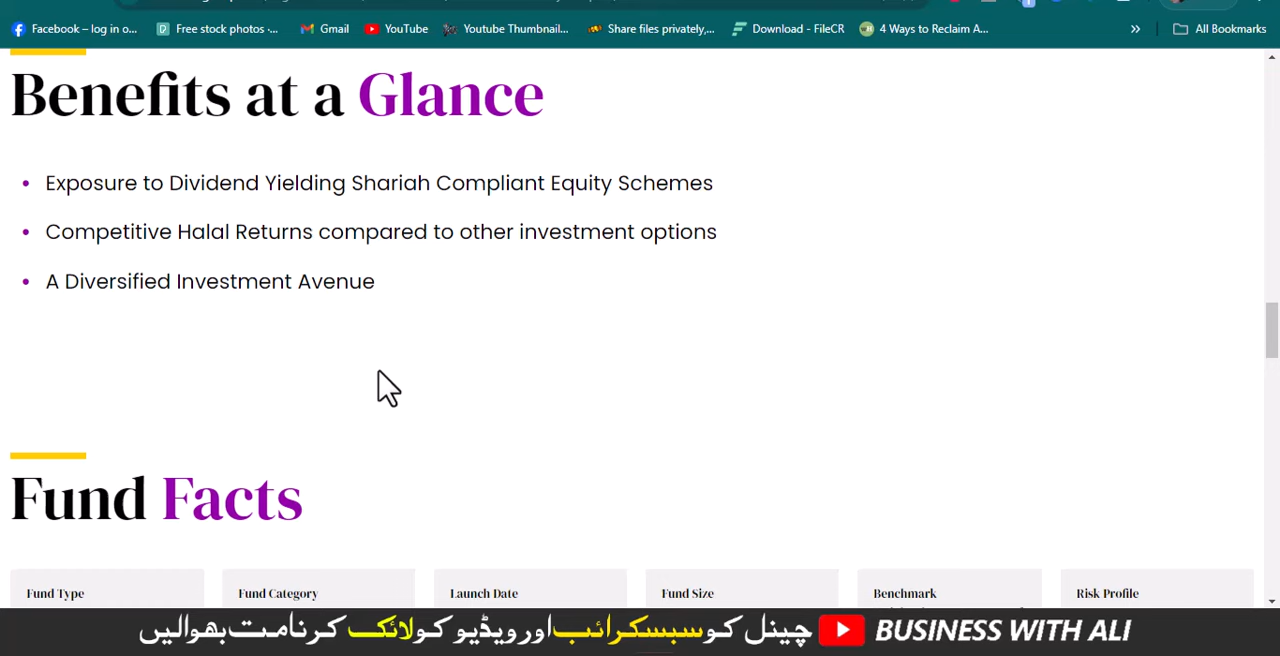 Facebook – log in o...
Free stock photos ·...
Gmail
YouTube
Youtube Thumbnail...
Share files privately,...
Download - FileCR
4 Ways to Reclaim A...
»
All Bookmarks
Benefits at a Glance
• Exposure to Dividend Yielding Shariah Compliant Equity Schemes
• Competitive Halal Returns compared to other investment options
• A Diversified Investment Avenue
Fund Facts
Fund Type
Fund Category
Launch Date
Fund Size
Benchmark
Risk Profile
چینل کو سبسکرائب اور ویڈیو کو لائک کرنا مت بھوالیں
BUSINESS WITH ALI